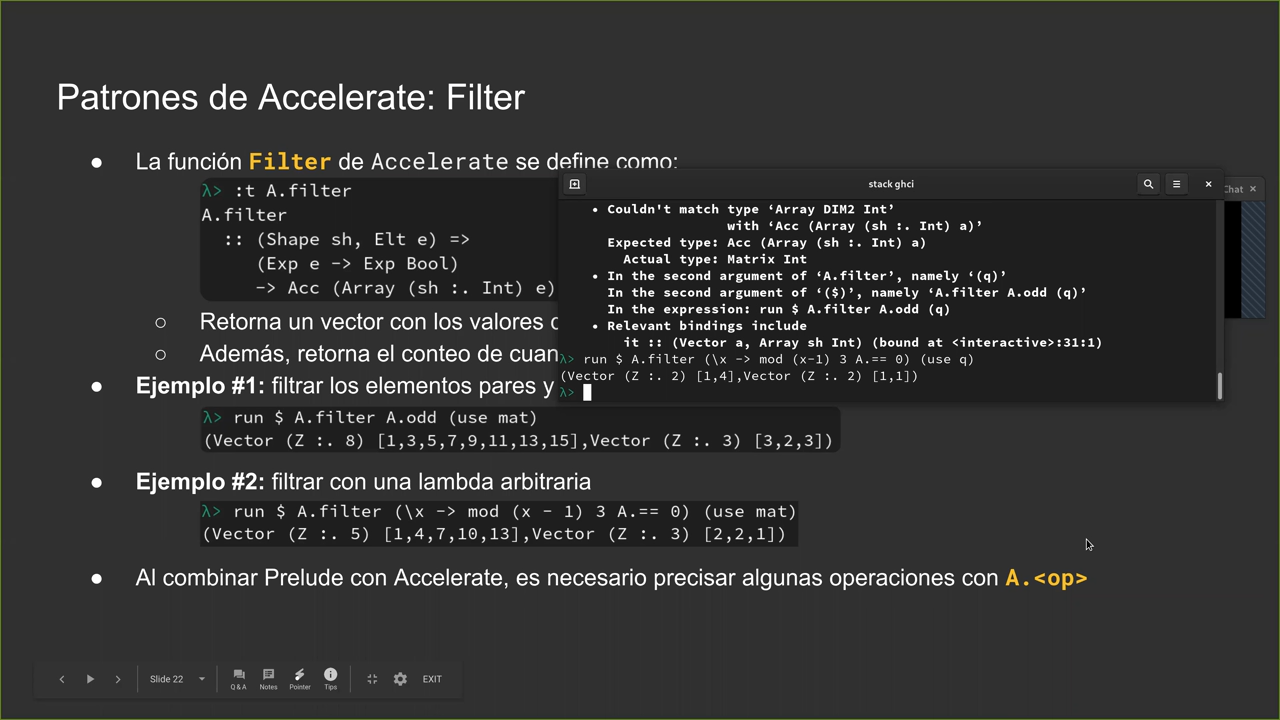 Patrones de Accelerate: Filter
● La función Filter de Accelerate se define como:
λ> :t A.filter
A.filter
:: (Shape sh, Elt e) =>
(Exp e -> Exp Bool)
-> Acc (Array (sh :. Int) e)
○ Retorna un vector con los valores
○ Además, retorna el conteo de cuan
● Ejemplo #1: filtrar los elementos pares y
λ> run $ A.filter A.odd (use mat)
(Vector (Z :. 8) [1,3,5,7,9,11,13,15],Vector (Z :. 3) [3,2,3])
● Ejemplo #2: filtrar con una lambda arbitraria
λ> run $ A.filter (\x -> mod (x - 1) 3 A.== 0) (use mat)
(Vector (Z :. 5) [1,4,7,10,13],Vector (Z :. 3) [2,2,1])
● Al combinar Prelude con Accelerate, es necesario precisar algunas operaciones con A.<op>
stack ghci
• Couldn't match type ‘Array DIM2 Int’
with ‘Acc (Array (sh :. Int) a)’
Expected type: Acc (Array (sh :. Int) a)
Actual type: Matrix Int
• In the second argument of ‘A.filter’, namely ‘(q)’
In the second argument of ‘($)’, namely ‘A.filter A.odd (q)’
In the expression: run $ A.filter A.odd (q)
• Relevant bindings include
it :: (Vector a, Array sh Int) (bound at <interactive>:31:1)
λ> run $ A.filter (\x -> mod (x-1) 3 A.== 0) (use q)
(Vector (Z :. 2) [1,4],Vector (Z :. 2) [1,1])
λ>
Chat
Slide 22
Q & A
Notes
Pointer
Tips
EXIT